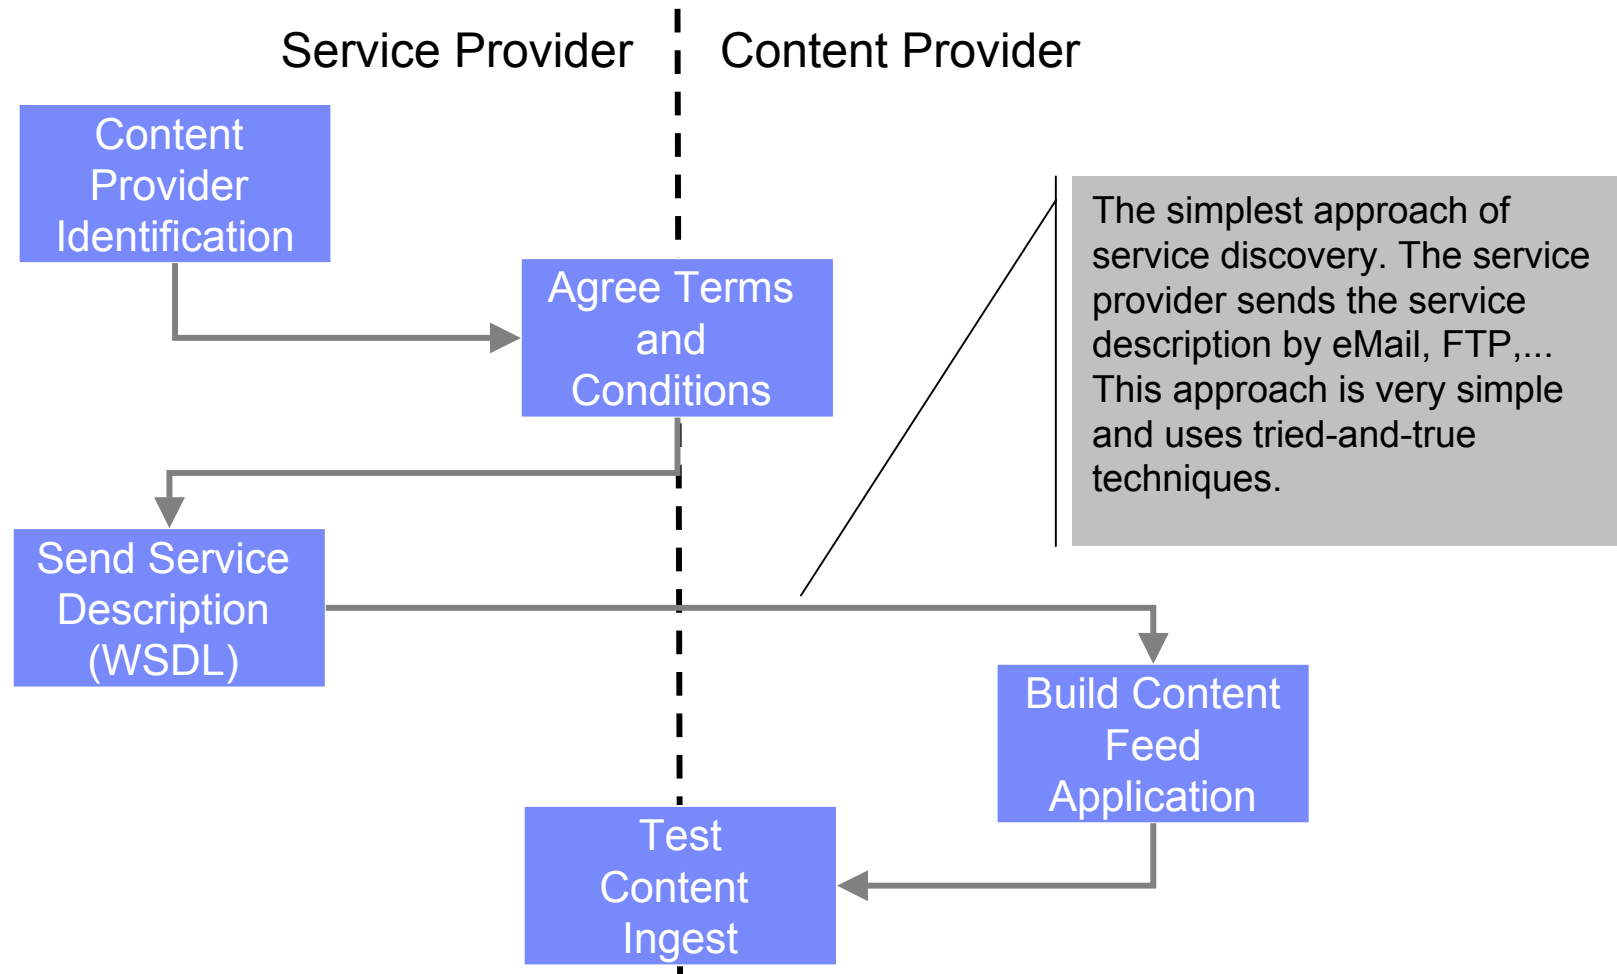 Service Provider
Content Provider
Content
Provider
Identification
Agree Terms
and
Conditions
The simplest approach of
service discovery. The service
provider sends the service
description by eMail, FTP,...
This approach is very simple
and uses tried-and-true
techniques.
Send Service
Description
(WSDL)
Build Content
Feed
Application
Test
Content
Ingest